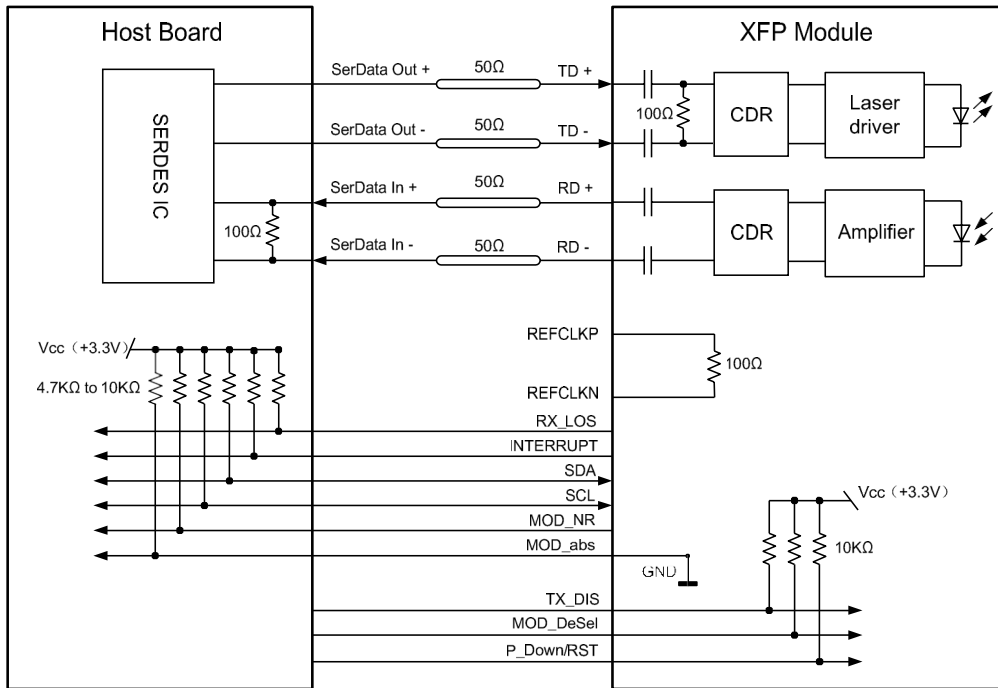 Host Board
XFP Module
SERDES IC
SerData Out +
50Ω
TD +
SerData Out -
50Ω
TD -
SerData In +
50Ω
RD +
SerData In -
50Ω
RD -
100Ω
100Ω
CDR
Laser
driver
CDR
Amplifier
REFCLKP
REFCLKN
100Ω
Vcc（+3.3V）
4.7KΩ to 10KΩ
RX_LOS
INTERRUPT
SDA
SCL
MOD_NR
MOD_abs
GND
Vcc（+3.3V）
10KΩ
TX_DIS
MOD_DeSel
P_Down/RST